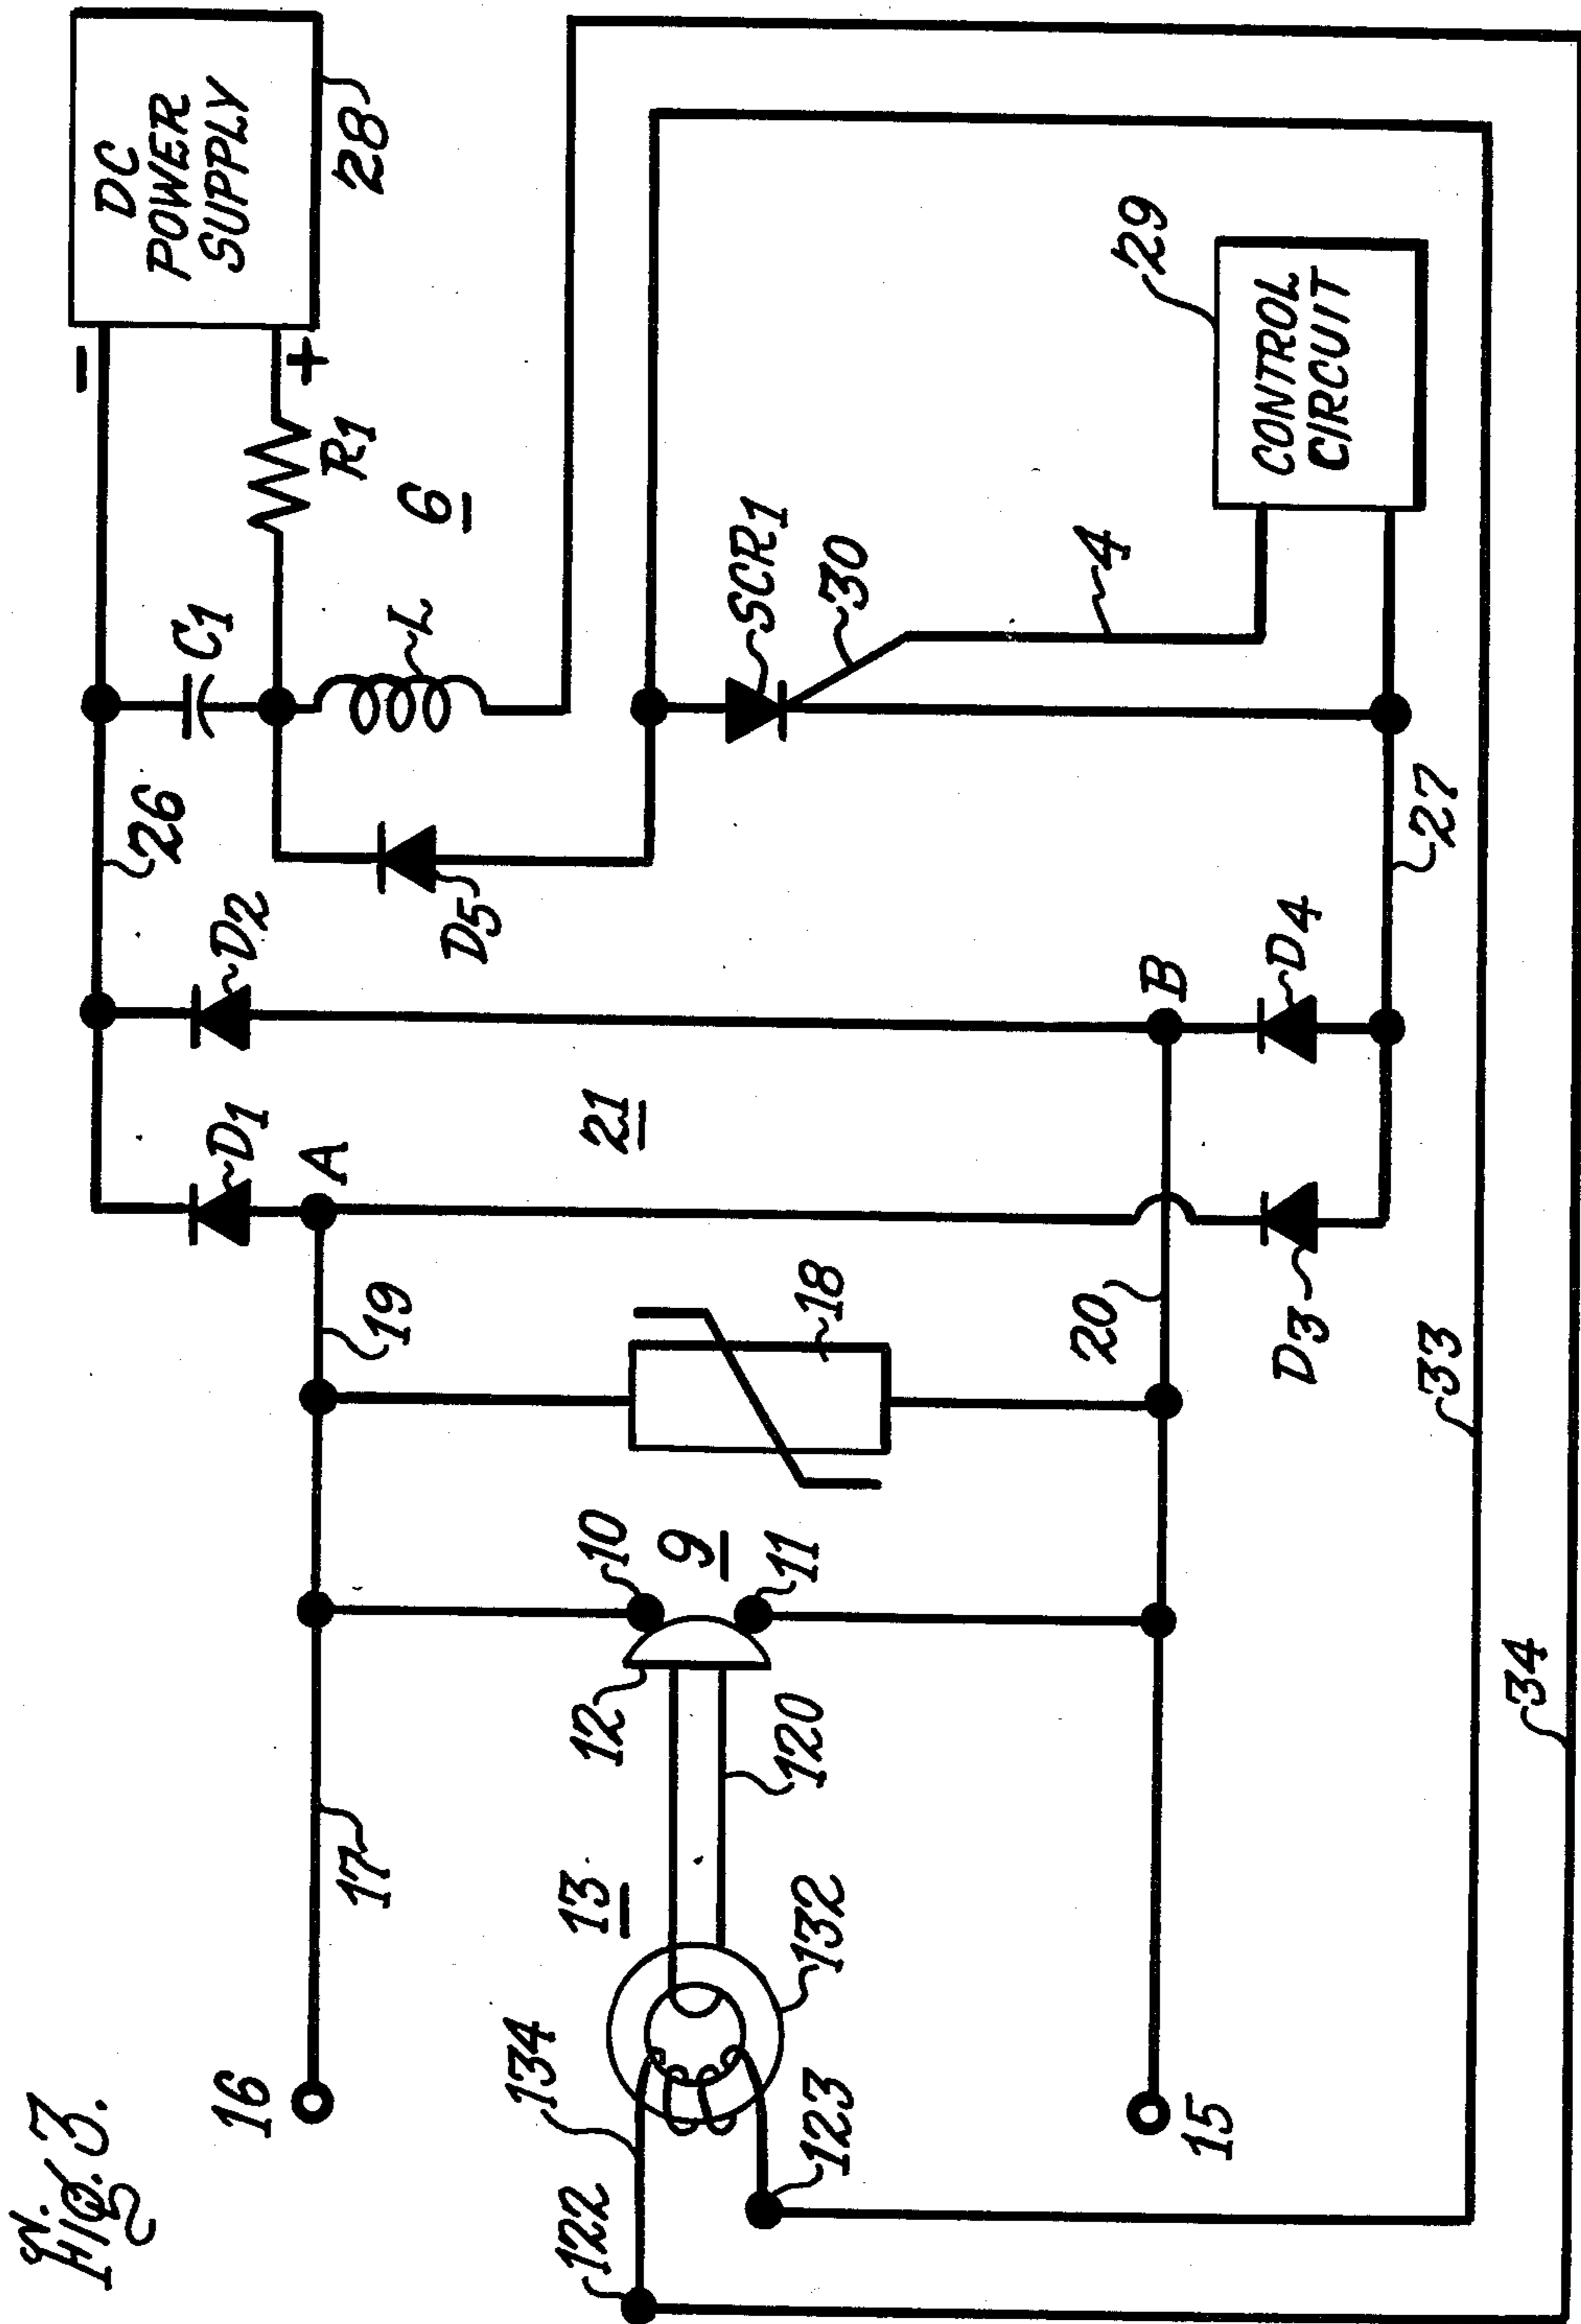 Fig. 3.
−
DC
26
POWER
C1
16
D1
D2
SUPPLY
+
A
R1
28
17
19
L
6
D5
134
122
13
12
10
21
9
SCR1
120
11
132
18
123
30
20
4
29
B
15
CONTROL
D4
D3
CIRCUIT
33
27
34